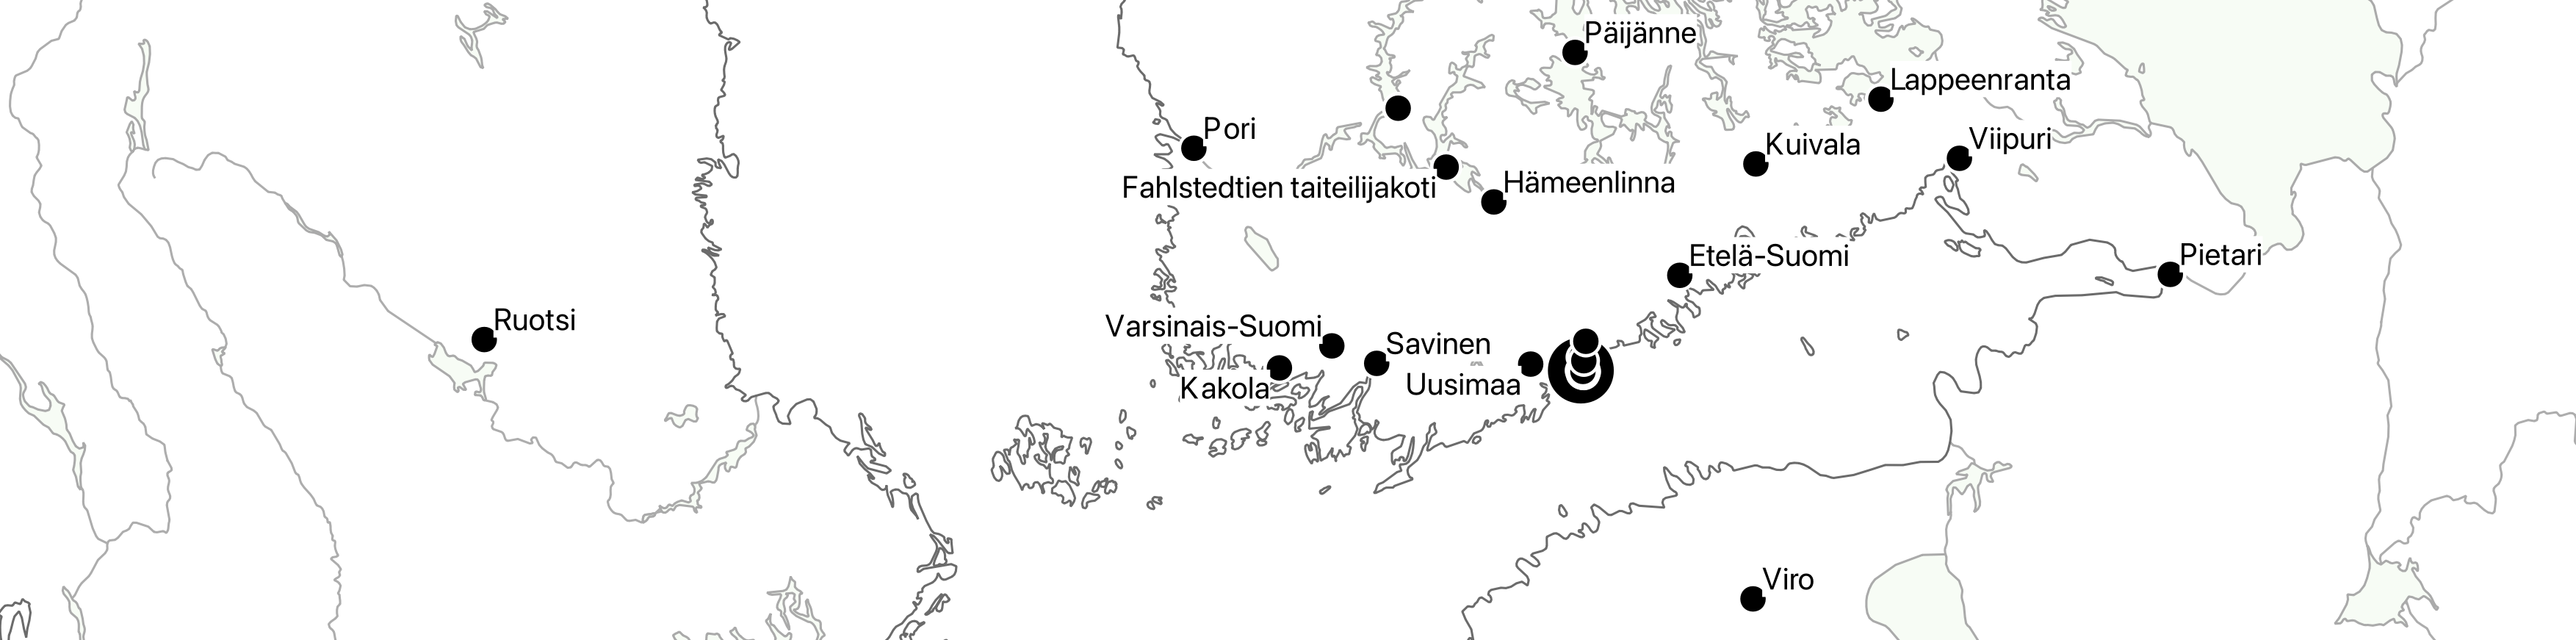 Päijänne
Lappeenranta
Pori
Viipuri
Kuivala
Fahlstedtien taiteilijakoti
Hämeenlinna
Etelä-Suomi
Pietari
Ruotsi
Varsinais-Suomi
Savinen
Kakola
Uusimaa
Viro